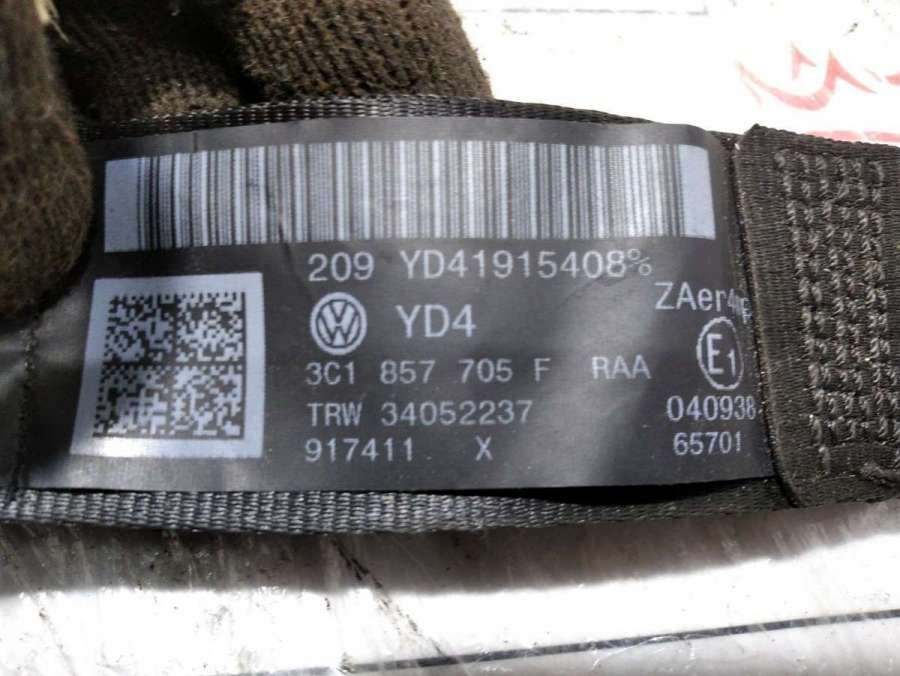 209 YD41915408%
ZAer4
YD4
3C1 857 705 F RAA
E1
TRW 34052237
040938
917411 X
65701